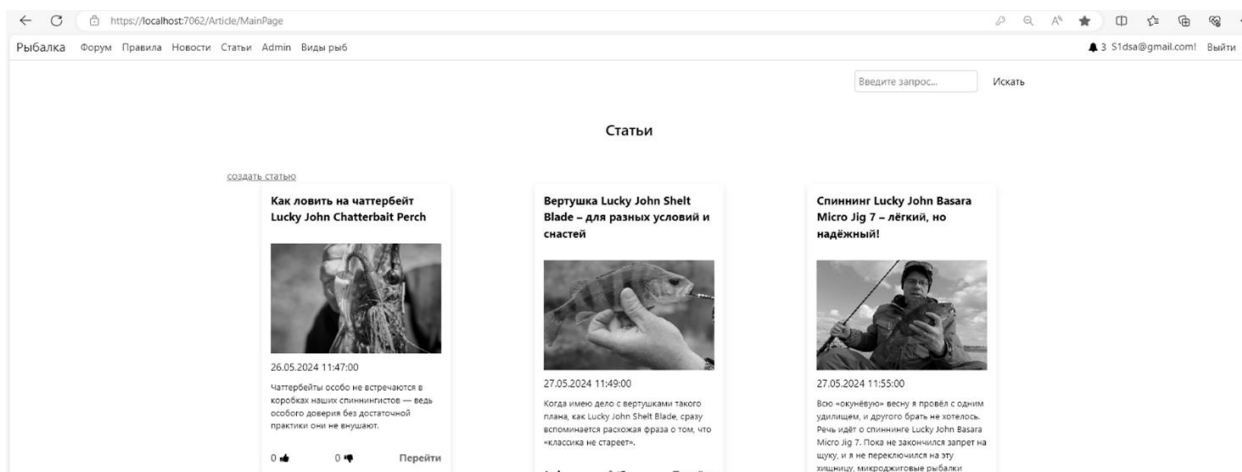 https://localhost:7062/Article/MainPage
Рыбалка Форум Правила Новости Статьи Admin Виды рыб 3 S1dsa@gmail.com! Выйти
Введите запрос... Искать
Статьи
создать статью
Как ловить на чаттербейт
Lucky John Chatterbait Perch
26.05.2024 11:47:00
Чаттербейты особо не встречаются в
коробках наших спиннингистов — ведь
особого доверия без достаточной
практики они не внушают.
0 0 Перейти
Вертушка Lucky John Shelt
Blade – для разных условий и
снастей
27.05.2024 11:49:00
Когда имею дело с вертушками такого
плана, как Lucky John Shelt Blade, сразу
вспоминается расхожая фраза о том, что
«классика не стареет».
Спиннинг Lucky John Basara
Micro Jig 7 – лёгкий, но
надёжный!
27.05.2024 11:55:00
Всю «окунёвую» весну я провёл с одним
удилищем, и другого брать не хотелось.
Речь идёт о спиннинге Lucky John Basara
Micro Jig 7. Пока не закончился запрет на
щуку, и я не переключился на эту
хищницу, микроджиговые рыбалки